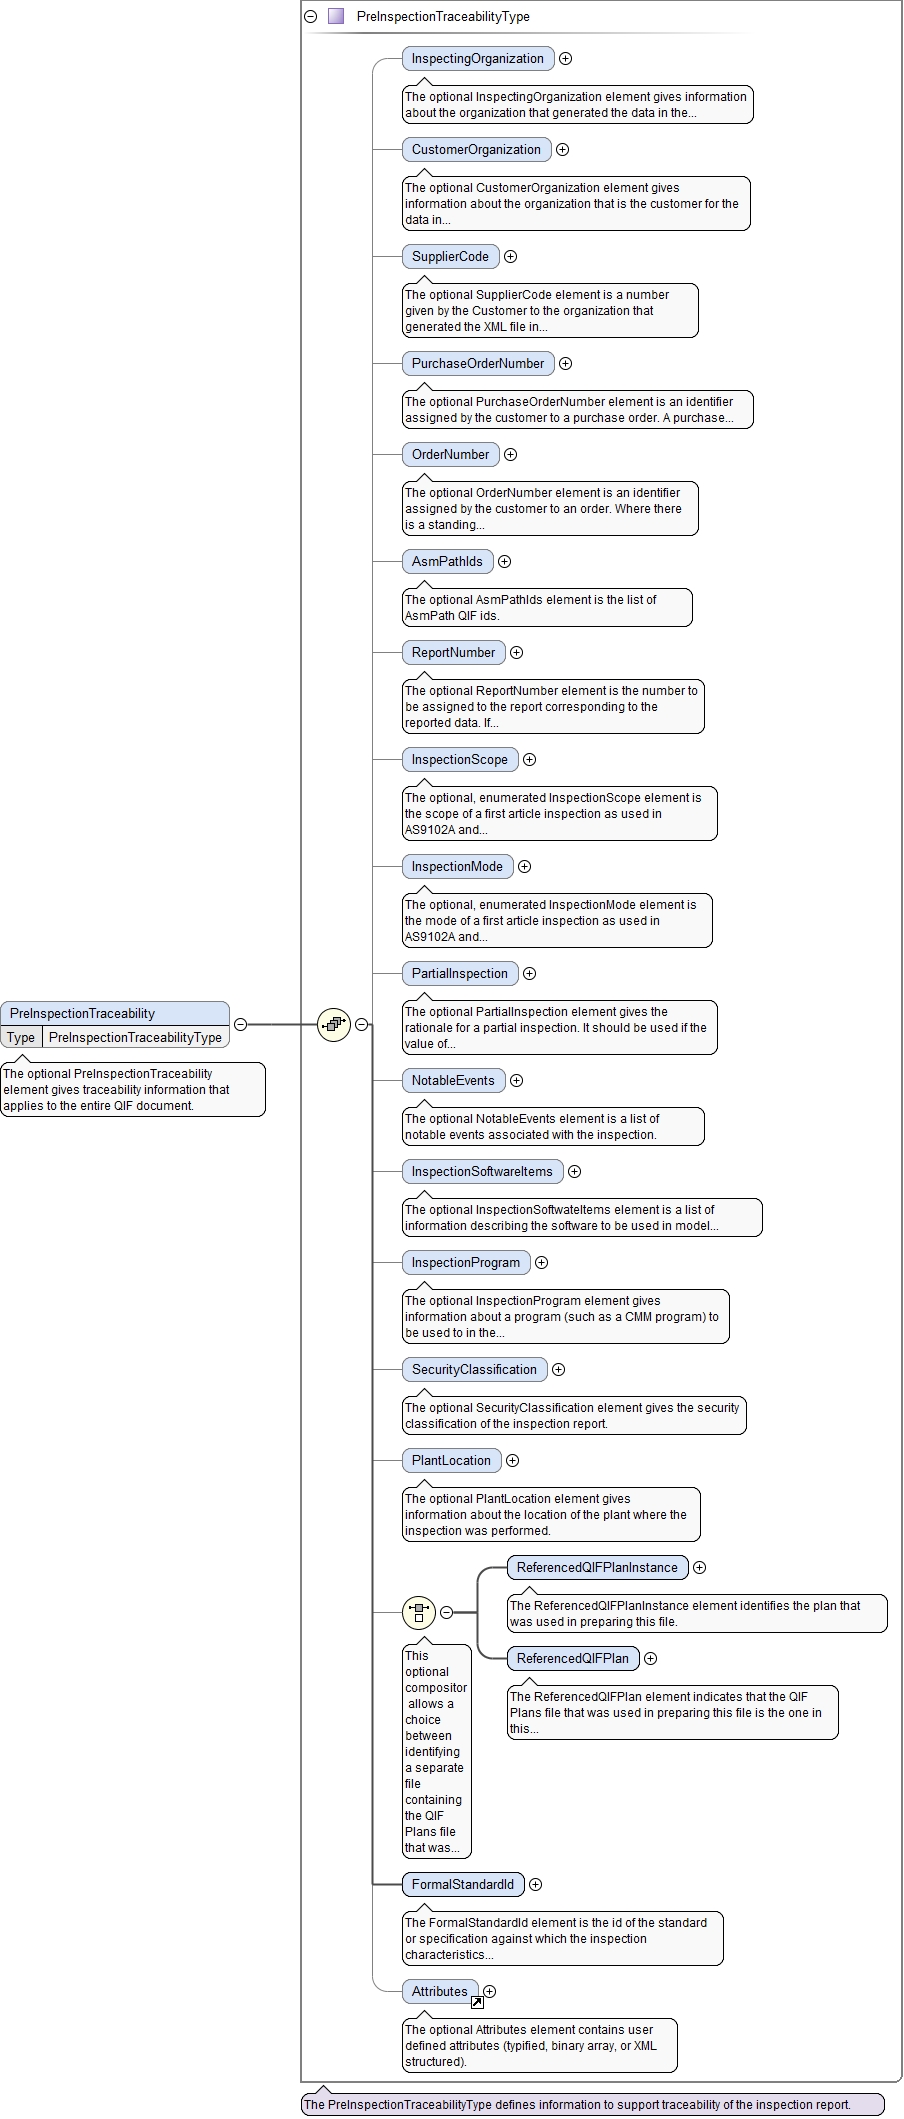 PreInspectionTraceabilityType
InspectingOrganization
The optional InspectingOrganization element gives information
about the organization that generated the data in the...
CustomerOrganization
The optional CustomerOrganization element gives
information about the organization that is the customer for the
data in...
SupplierCode
The optional SupplierCode element is a number
given by the Customer to the organization that
generated the XML file in...
PurchaseOrderNumber
The optional PurchaseOrderNumber element is an identifier
assigned by the customer to a purchase order. A purchase...
OrderNumber
The optional OrderNumber element is an identifier
assigned by the customer to an order. Where there
is a standing...
AsmPathIds
The optional AsmPathIds element is the list of
AsmPath QIF ids.
ReportNumber
The optional ReportNumber element is the number to
be assigned to the report corresponding to the
reported data. If...
InspectionScope
The optional, enumerated InspectionScope element is
the scope of a first article inspection as used in
AS9102A and...
InspectionMode
The optional, enumerated InspectionMode element is
the mode of a first article inspection as used in
AS9102A and...
PartialInspection
The optional PartialInspection element gives the
rationale for a partial inspection. It should be used if the
value of...
PreInspectionTraceability
Type PreInspectionTraceabilityType
The optional PreInspectionTraceability
element gives traceability information that
applies to the entire QIF document.
NotableEvents
The optional NotableEvents element is a list of
notable events associated with the inspection.
InspectionSoftwareItems
The optional InspectionSoftwateItems element is a list of
information describing the software to be used in model...
InspectionProgram
The optional InspectionProgram element gives
information about a program (such as a CMM program) to
be used to in the...
SecurityClassification
The optional SecurityClassification element gives the security
classification of the inspection report.
PlantLocation
The optional PlantLocation element gives
information about the location of the plant where the
inspection was performed.
ReferencedQIFPlanInstance
The ReferencedQIFPlanInstance element identifies the plan that
was used in preparing this file.
ReferencedQIFPlan
The ReferencedQIFPlan element indicates that the QIF
Plans file that was used in preparing this file is the one in
this...
This
optional
compositor
allows a
choice
between
identifying
a separate
file
containing
the QIF
Plans file
that was...
FormalStandardId
The FormalStandardId element is the id of the standard
or specification against which the inspection
characteristics...
Attributes
The optional Attributes element contains user
defined attributes (typified, binary array, or XML
structured).
The PreInspectionTraceabilityType defines information to support traceability of the inspection report.